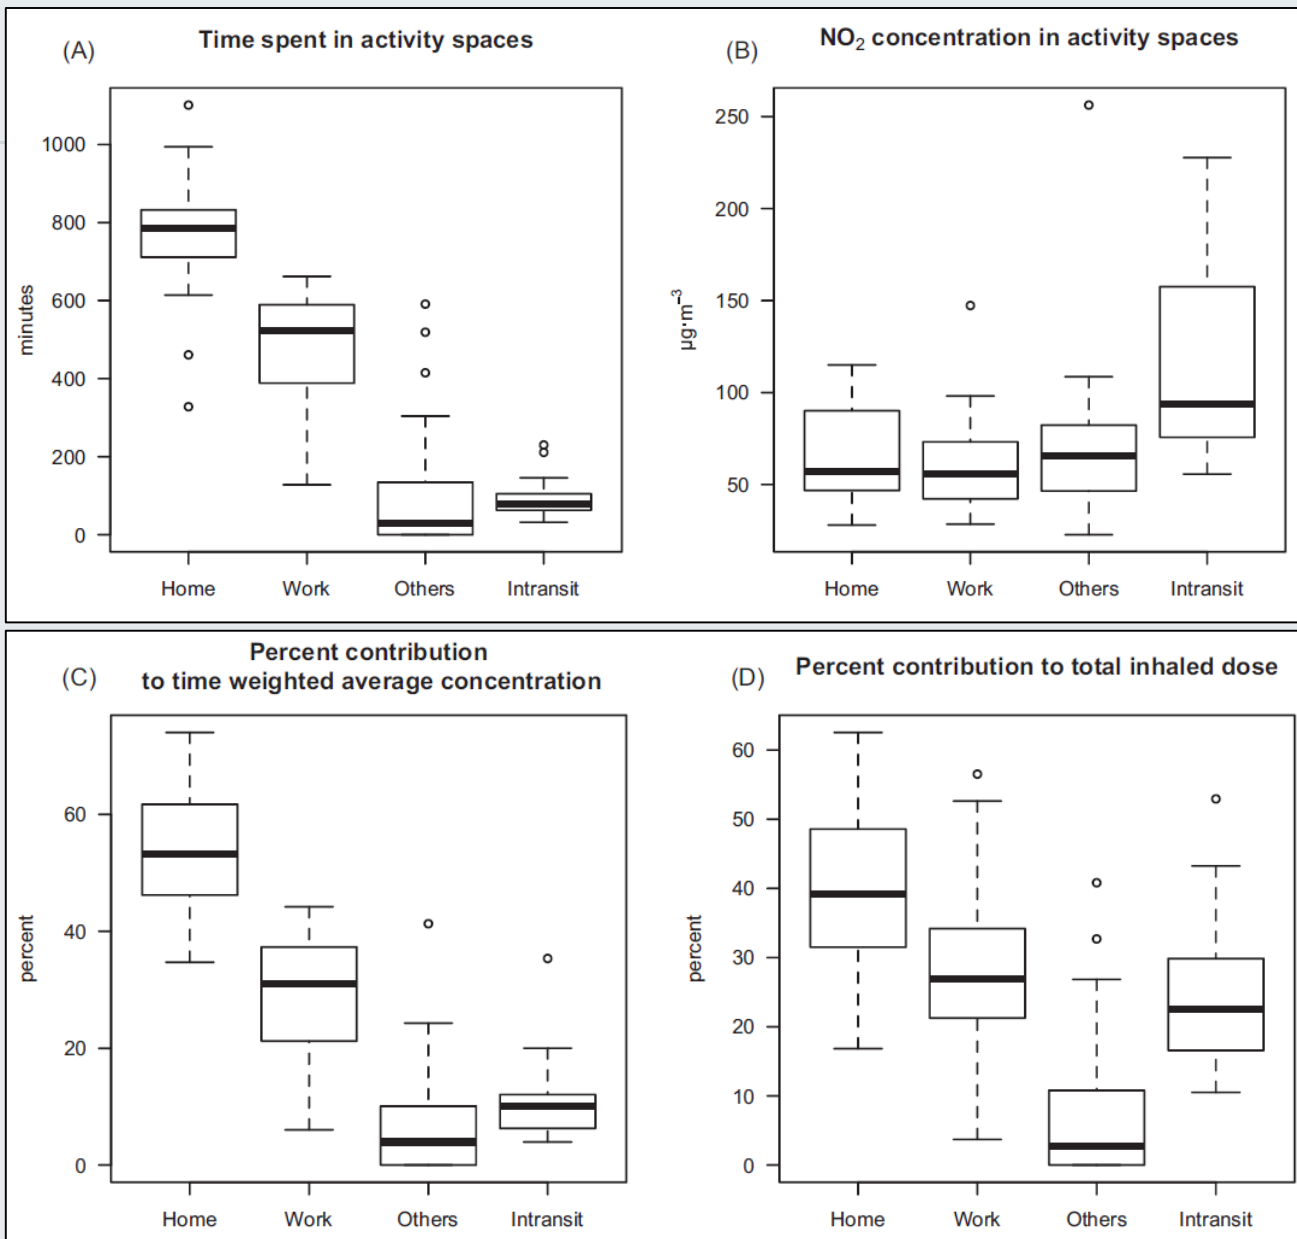 (A)
Time spent in activity spaces
minutes
1000
800
600
400
200
0
Home Work Others Intransit
(B)
NO₂ concentration in activity spaces
µg·m⁻³
250
200
150
100
50
Home Work Others Intransit
(C)
Percent contribution
to time weighted average concentration
percent
60
40
20
0
Home Work Others Intransit
(D)
Percent contribution to total inhaled dose
percent
60
50
40
30
20
10
0
Home Work Others Intransit